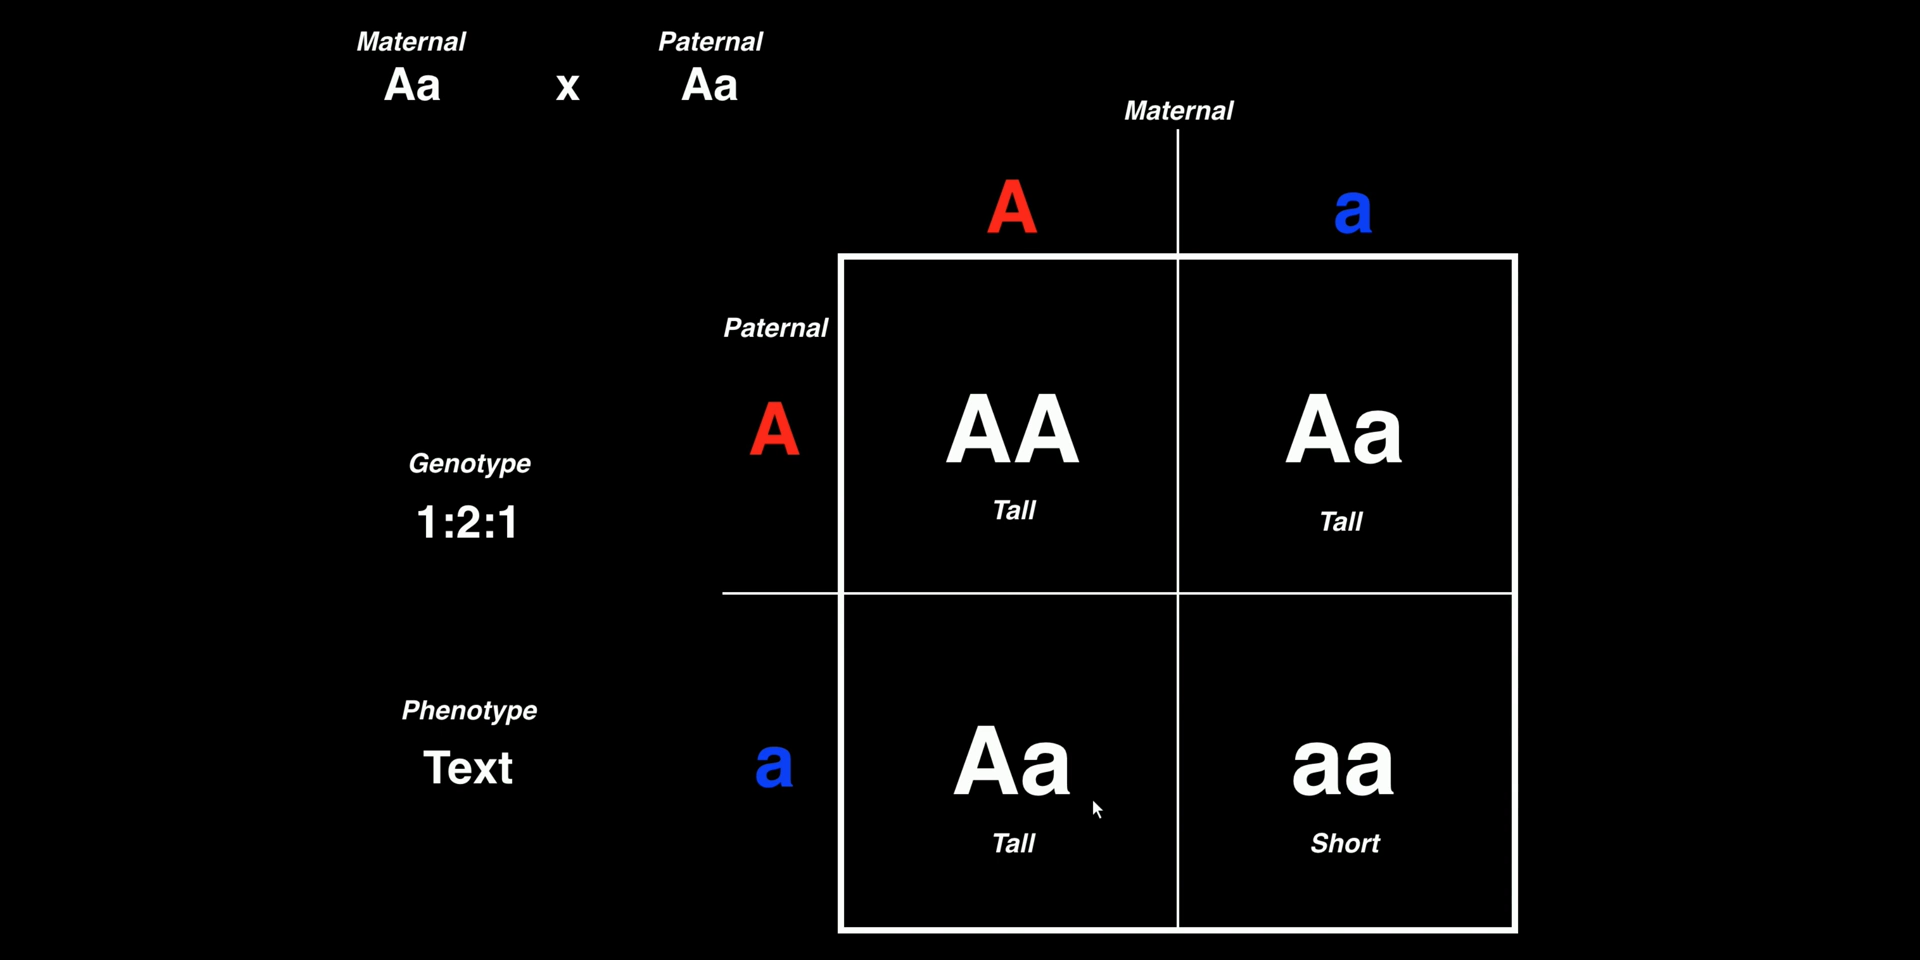 Maternal Paternal
Aa x Aa
Maternal
A a
Paternal
A AA Aa
Genotype
Tall Tall
1:2:1
Phenotype
Text a Aa aa
Tall Short